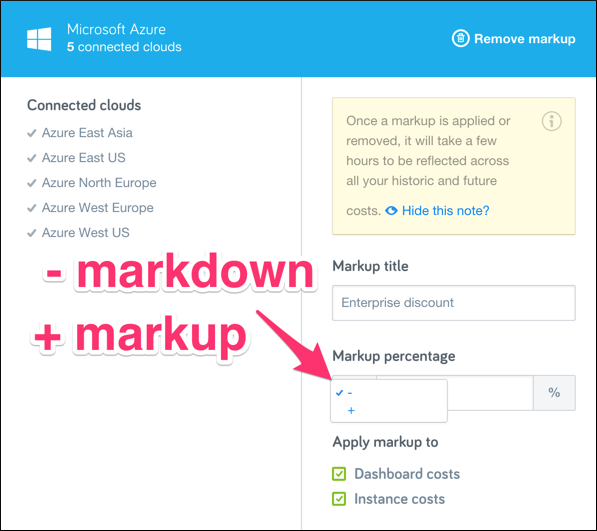 Microsoft Azure
5 connected clouds
Remove markup
Connected clouds
Azure East Asia
Azure East US
Azure North Europe
Azure West Europe
Azure West US
- markdown
+ markup
Once a markup is applied or
removed, it will take a few
hours to be reflected across
all your historic and future
costs. Hide this note?
Markup title
Enterprise discount
Markup percentage
-
+
%
Apply markup to
Dashboard costs
Instance costs